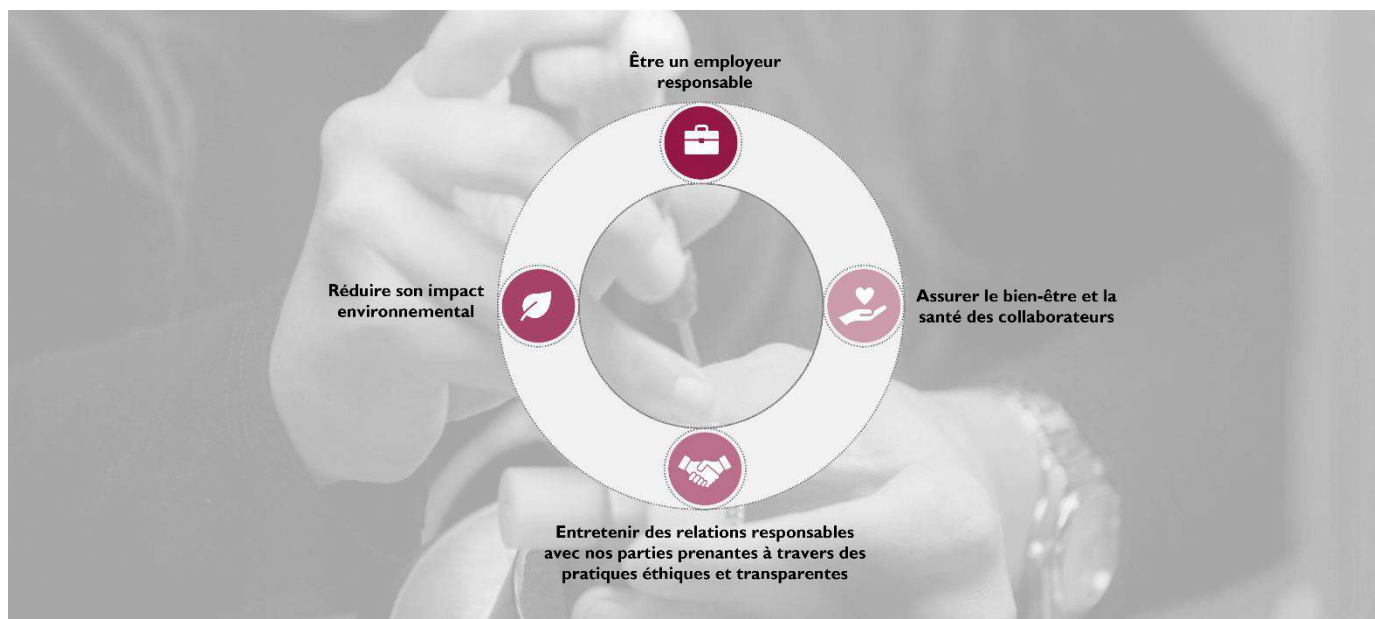 Être un employeur
responsable
Réduire son impact
environnemental
Assurer le bien-être et la
santé des collaborateurs
Entretenir des relations responsables
avec nos parties prenantes à travers des
pratiques éthiques et transparentes